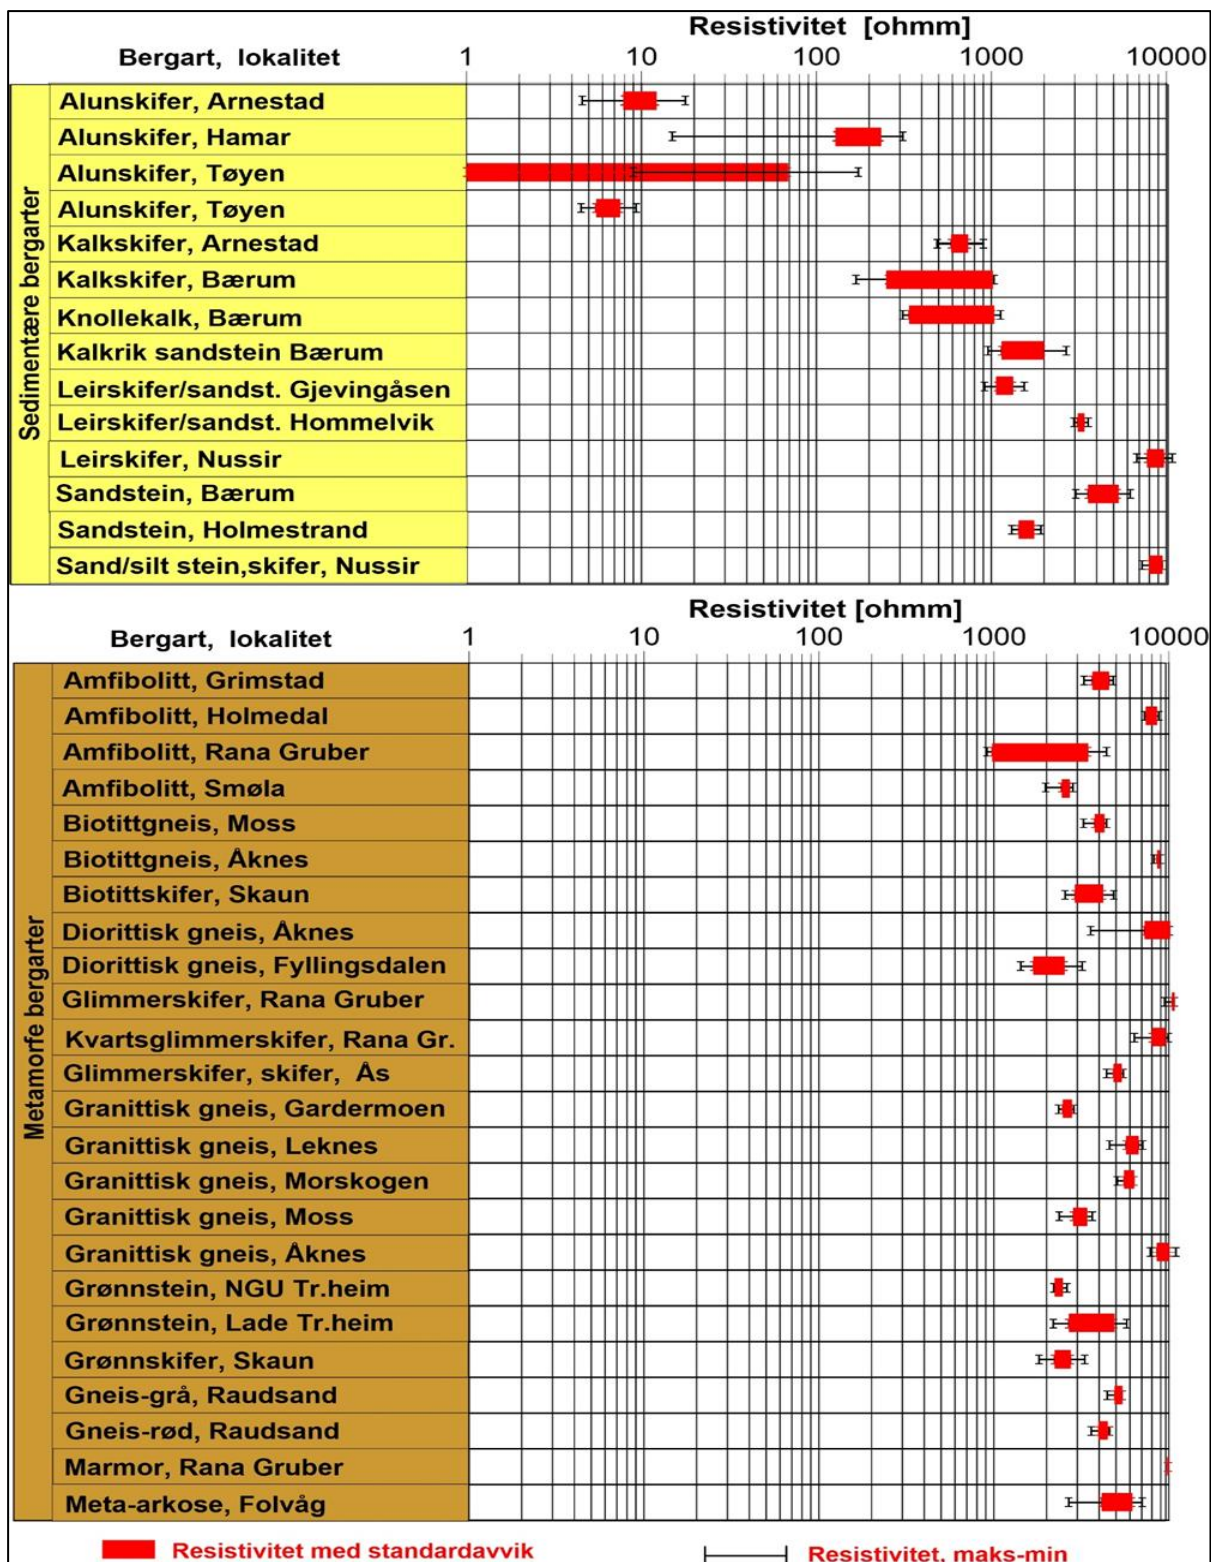 Resistivitet [ohmm]
Bergart, lokalitet 1 10 100 1000 10000
Sedimentære bergarter
Alunskifer, Arnestad
Alunskifer, Hamar
Alunskifer, Tøyen
Alunskifer, Tøyen
Kalkskifer, Arnestad
Kalkskifer, Bærum
Knollekalk, Bærum
Kalkrik sandstein Bærum
Leirskifer/sandst. Gjevingåsen
Leirskifer/sandst. Hommelvik
Leirskifer, Nussir
Sandstein, Bærum
Sandstein, Holmestrand
Sand/silt stein,skifer, Nussir
Resistivitet [ohmm]
Bergart, lokalitet 1 10 100 1000 10000
Metamorfe bergarter
Amfibolitt, Grimstad
Amfibolitt, Holmedal
Amfibolitt, Rana Gruber
Amfibolitt, Smøla
Biotittgneis, Moss
Biotittgneis, Åknes
Biotittskifer, Skaun
Diorittisk gneis, Åknes
Diorittisk gneis, Fyllingsdalen
Glimmerskifer, Rana Gruber
Kvartsglimmerskifer, Rana Gr.
Glimmerskifer, skifer, Ås
Granittisk gneis, Gardermoen
Granittisk gneis, Leknes
Granittisk gneis, Morskogen
Granittisk gneis, Moss
Granittisk gneis, Åknes
Grønnstein, NGU Tr.heim
Grønnstein, Lade Tr.heim
Grønnskifer, Skaun
Gneis-grå, Raudsand
Gneis-rød, Raudsand
Marmor, Rana Gruber
Meta-arkose, Folvåg
Resistivitet med standardavvik Resistivitet, maks-min